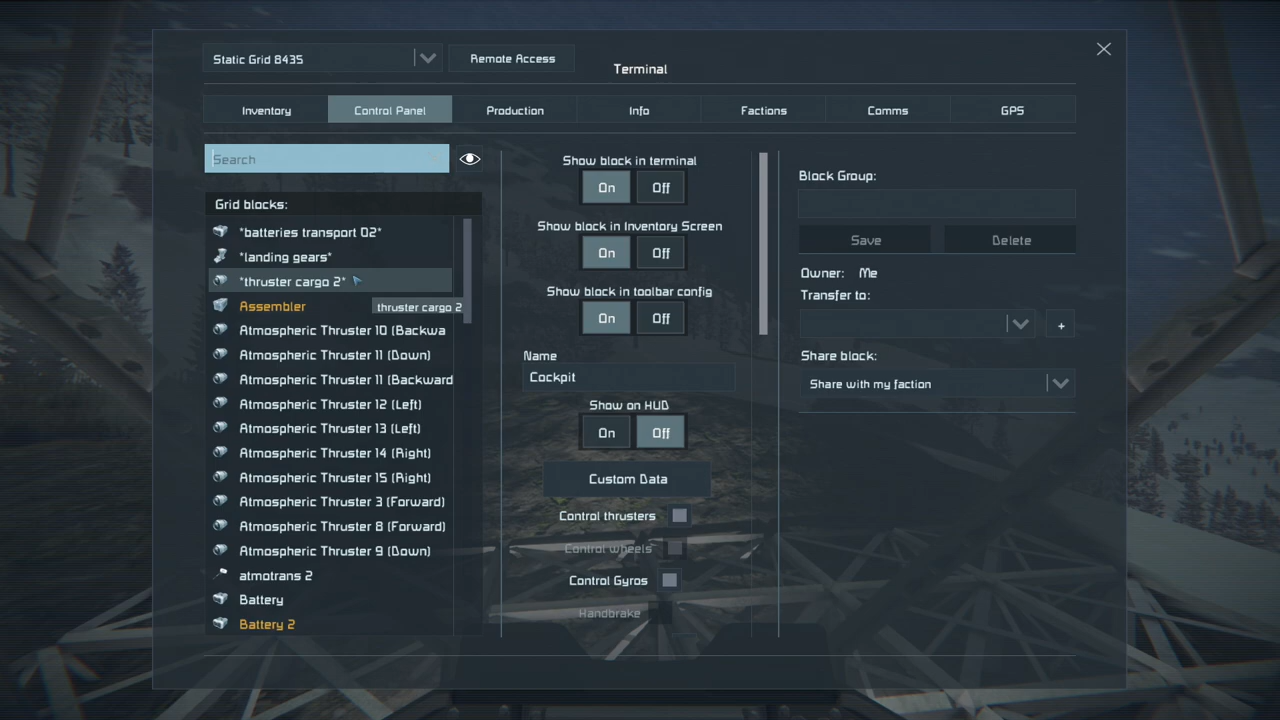 Static Grid 8435
Remote Access
Terminal
Inventory
Control Panel
Production
Info
Factions
Comms
GPS
Search
Grid blocks:
*batteries transport 02*
*landing gears*
*thruster cargo 2*
thruster cargo 2
Assembler
Atmospheric Thruster 10 (Backwa
Atmospheric Thruster 11 (Down)
Atmospheric Thruster 11 (Backward
Atmospheric Thruster 12 (Left)
Atmospheric Thruster 13 (Left)
Atmospheric Thruster 14 (Right)
Atmospheric Thruster 15 (Right)
Atmospheric Thruster 3 (Forward)
Atmospheric Thruster 8 (Forward)
Atmospheric Thruster 9 (Down)
atmotrans 2
Battery
Battery 2
Show block in terminal
On Off
Show block in Inventory Screen
On Off
Show block in toolbar config
On Off
Name
Cockpit
Show on HUD
On Off
Custom Data
Control thrusters
Control wheels
Control Gyros
Handbrake
Block Group:
Save
Delete
Owner: Me
Transfer to:
+
Share block:
Share with my faction